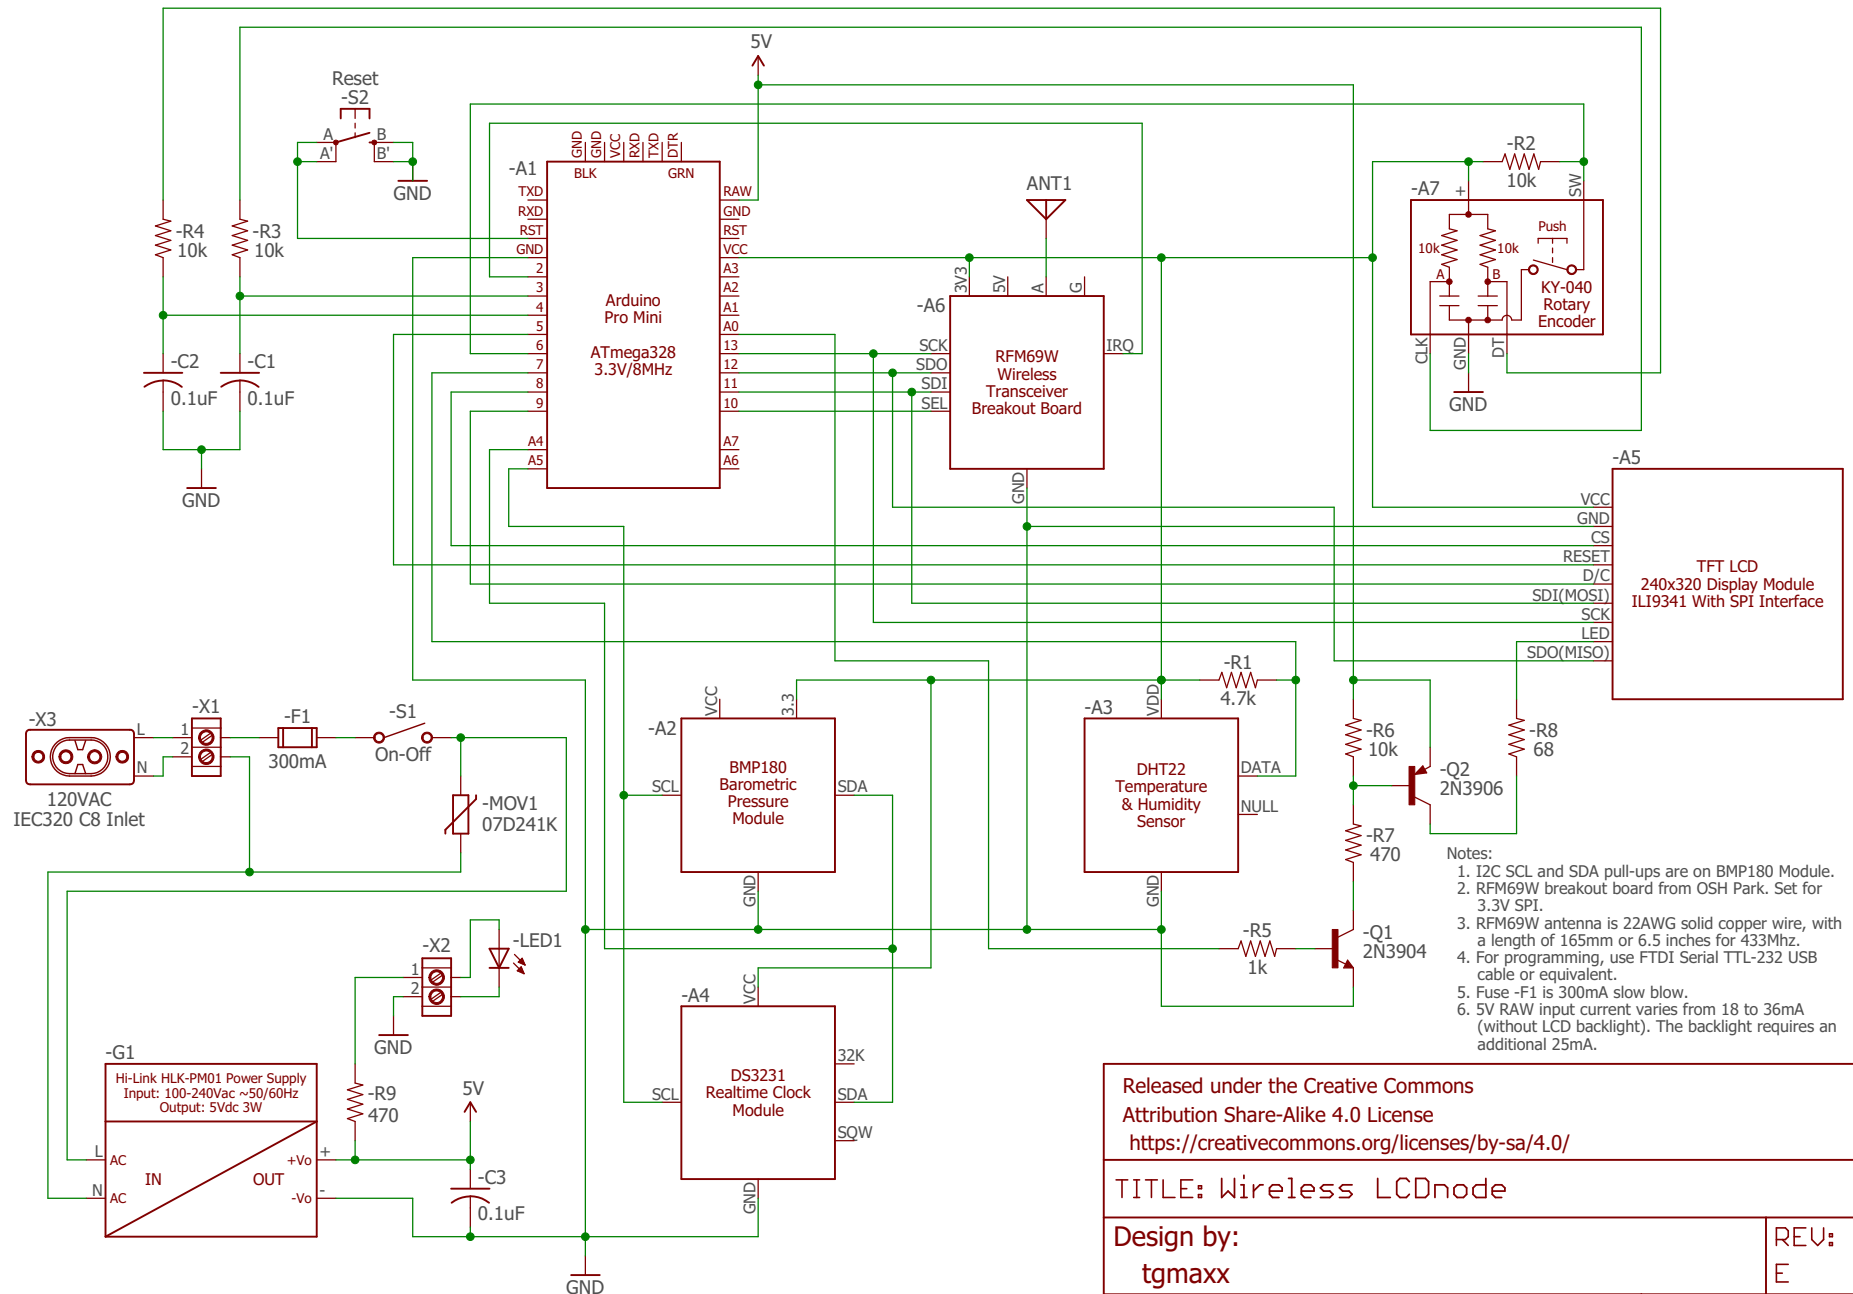 5V
Reset
-S2
A
B
A'
B'
GND
-A1
GND
GND
VCC
RXD
TXD
DTR
BLK
GRN
TXD
RXD
RST
GND
2
3
4
5
6
7
8
9
A4
A5
RAW
GND
RST
VCC
A3
A2
A1
A0
13
12
11
10
A7
A6
Arduino
Pro Mini
ATmega328
3.3V/8MHz
-R4
10k
-R3
10k
-C2
0.1uF
-C1
0.1uF
GND
ANT1
-A6
3V3
5V
A
G
SCK
SDO
SDI
SEL
IRQ
GND
RFM69W
Wireless
Transceiver
Breakout Board
-R2
10k
-A7
+
SW
Push
10k
10k
A
B
KY-040
Rotary
Encoder
CLK
GND
DT
GND
-A5
VCC
GND
CS
RESET
D/C
SDI(MOSI)
SCK
LED
SDO(MISO)
TFT LCD
240x320 Display Module
ILI9341 With SPI Interface
-X3
L
N
120VAC
IEC320 C8 Inlet
-X1
1
2
-F1
300mA
-S1
On-Off
-MOV1
07D241K
-A2
VCC
3.3
SCL
SDA
GND
BMP180
Barometric
Pressure
Module
-R1
4.7k
-A3
VDD
DATA
NULL
GND
DHT22
Temperature
& Humidity
Sensor
-R6
10k
-R7
470
-Q2
2N3906
-R8
68
-R5
1k
-Q1
2N3904
-X2
1
2
-LED1
GND
-A4
VCC
32K
SCL
SDA
SQW
GND
DS3231
Realtime Clock
Module
-G1
Hi-Link HLK-PM01 Power Supply
Input: 100-240Vac ~50/60Hz
Output: 5Vdc 3W
L
AC
N
AC
IN
OUT
+Vo
+
-Vo
-
-R9
470
5V
-C3
0.1uF
GND
Notes:
1. I2C SCL and SDA pull-ups are on BMP180 Module.
2. RFM69W breakout board from OSH Park. Set for
3.3V SPI.
3. RFM69W antenna is 22AWG solid copper wire, with
a length of 165mm or 6.5 inches for 433Mhz.
4. For programming, use FTDI Serial TTL-232 USB
cable or equivalent.
5. Fuse -F1 is 300mA slow blow.
6. 5V RAW input current varies from 18 to 36mA
(without LCD backlight). The backlight requires an
additional 25mA.
Released under the Creative Commons
Attribution Share-Alike 4.0 License
https://creativecommons.org/licenses/by-sa/4.0/
TITLE: Wireless LCDnode
Design by:
tgmaxx
REV:
E